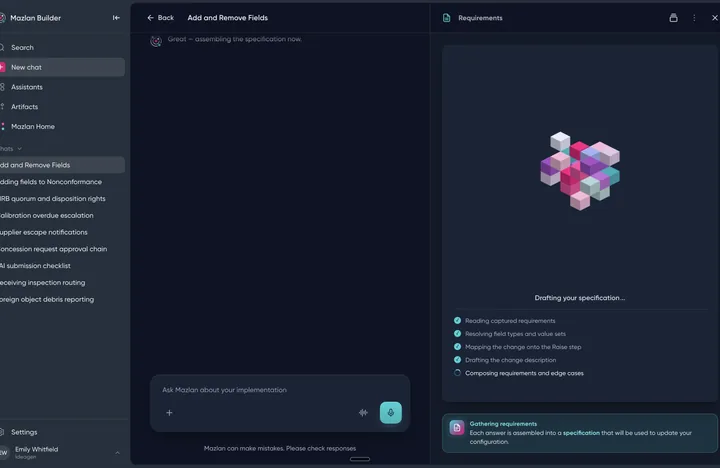 Mazlan Builder
Search
New chat
Assistants
Artifacts
Mazlan Home
hats
dd and Remove Fields
dding fields to Nonconformance
RB quorum and disposition rights
alibration overdue escalation
upplier escape notifications
oncession request approval chain
AI submission checklist
eceiving inspection routing
oreign object debris reporting
Settings
EW
Emily Whitfield
Back
Add and Remove Fields
Great – assembling the specification now.
Ask Mazlan about your implementation
Mazlan can make mistakes. Please check responses
Requirements
Drafting your specification...
Reading captured requirements
Resolving field types and value sets
Mapping the change onto the Raise step
Drafting the change description
Composing requirements and edge cases
Gathering requirements
Each answer is assembled into a specification that will be used to update your
configuration.